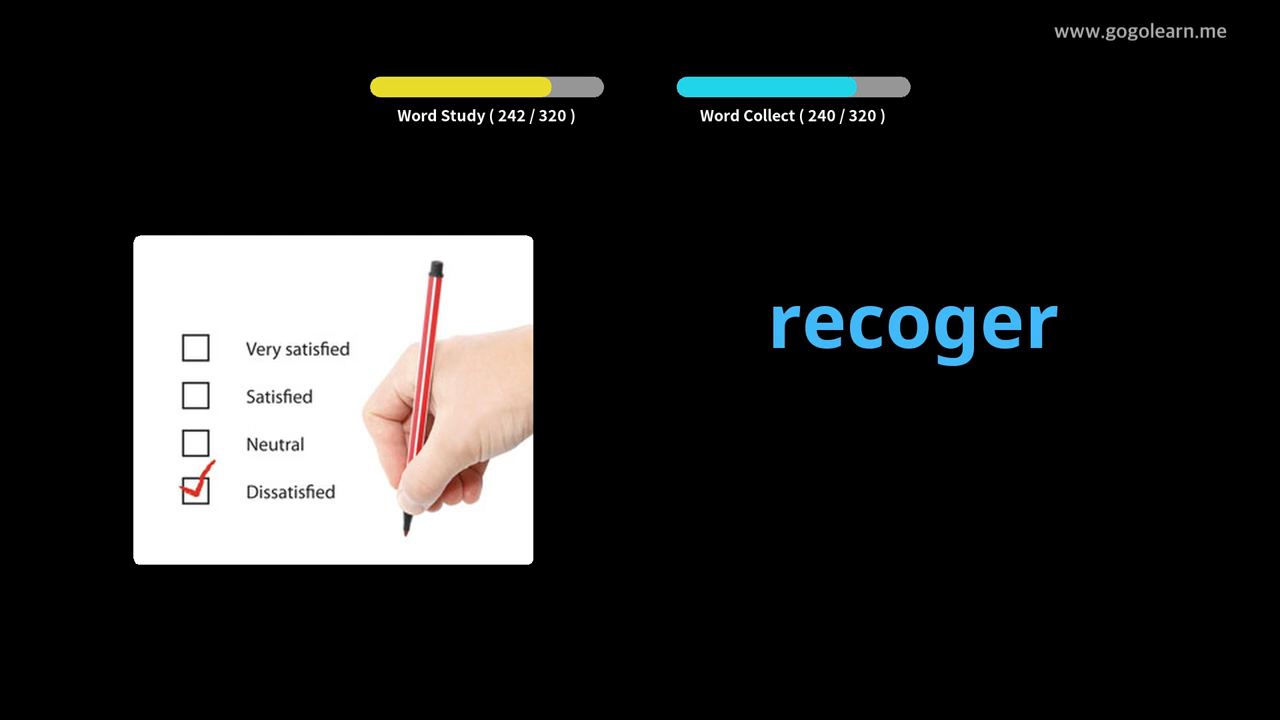 www.gogolearn.me
Word Study ( 242 / 320 )
Word Collect ( 240 / 320 )
recoger
Very satisfied
Satisfied
Neutral
Dissatisfied